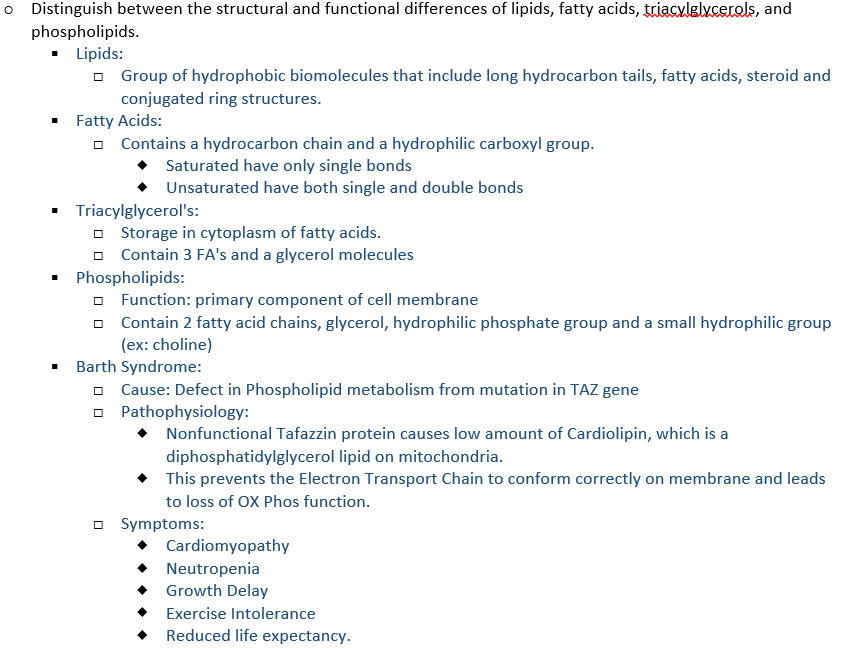 Distinguish between the structural and functional differences of lipids, fatty acids, triacylglycerols, and
phospholipids.
Lipids:
Group of hydrophobic biomolecules that include long hydrocarbon tails, fatty acids, steroid and
conjugated ring structures.
Fatty Acids:
Contains a hydrocarbon chain and a hydrophilic carboxyl group.
Saturated have only single bonds
Unsaturated have both single and double bonds
Triacylglycerol's:
Storage in cytoplasm of fatty acids.
Contain 3 FA's and a glycerol molecules
Phospholipids:
Function: primary component of cell membrane
Contain 2 fatty acid chains, glycerol, hydrophilic phosphate group and a small hydrophilic group
(ex: choline)
Barth Syndrome:
Cause: Defect in Phospholipid metabolism from mutation in TAZ gene
Pathophysiology:
Nonfunctional Tafazzin protein causes low amount of Cardiolipin, which is a
diphosphatidylglycerol lipid on mitochondria.
This prevents the Electron Transport Chain to conform correctly on membrane and leads
to loss of OX Phos function.
Symptoms:
Cardiomyopathy
Neutropenia
Growth Delay
Exercise Intolerance
Reduced life expectancy.